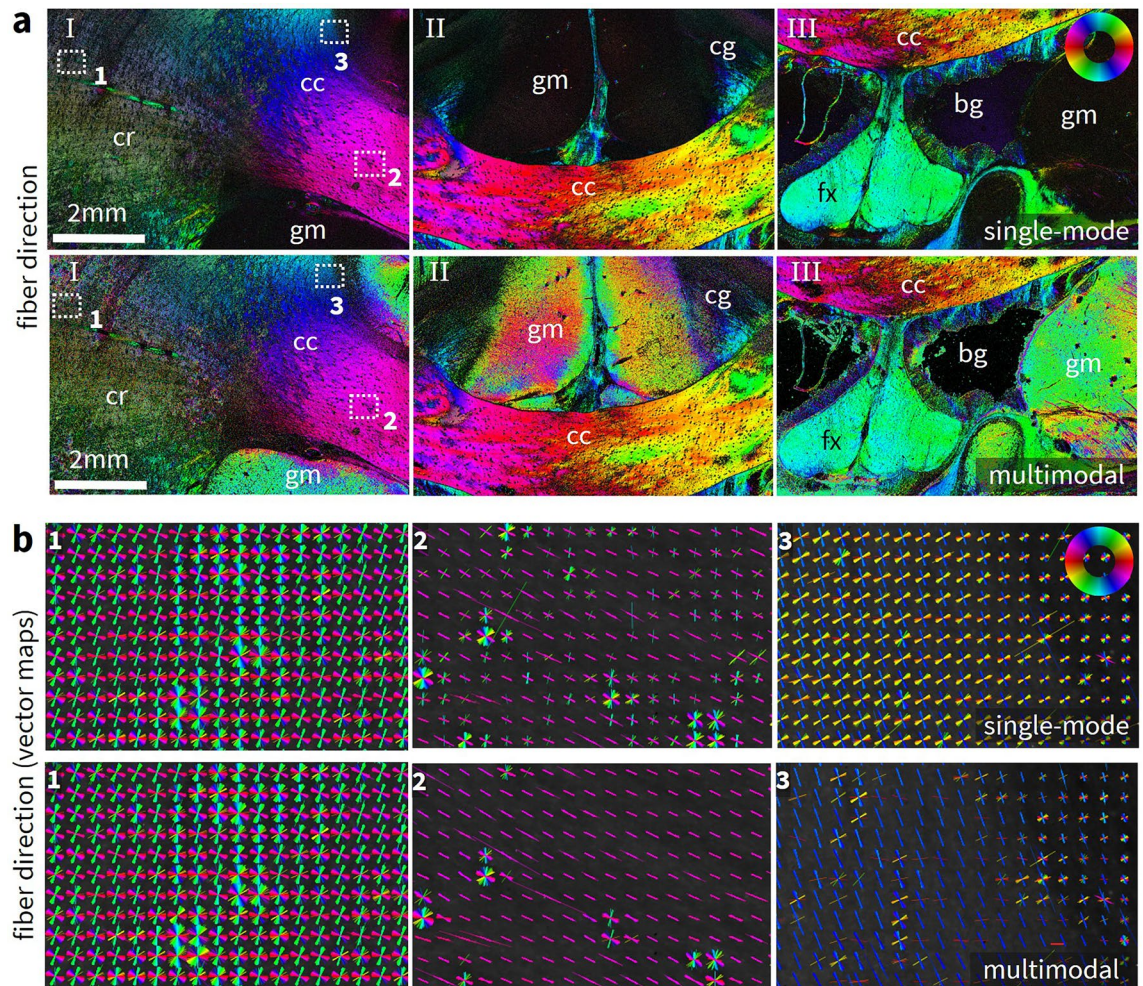 a
fiber direction
I
1
3
cc
cr
2
2mm
gm
II
gm
cg
cc
III
cc
bg
gm
fx
single-mode
I
1
3
cc
cr
2
2mm
gm
II
gm
cg
cc
III
cc
bg
gm
fx
multimodal
b
fiber direction (vector maps)
1
2
3
single-mode
1
2
3
multimodal